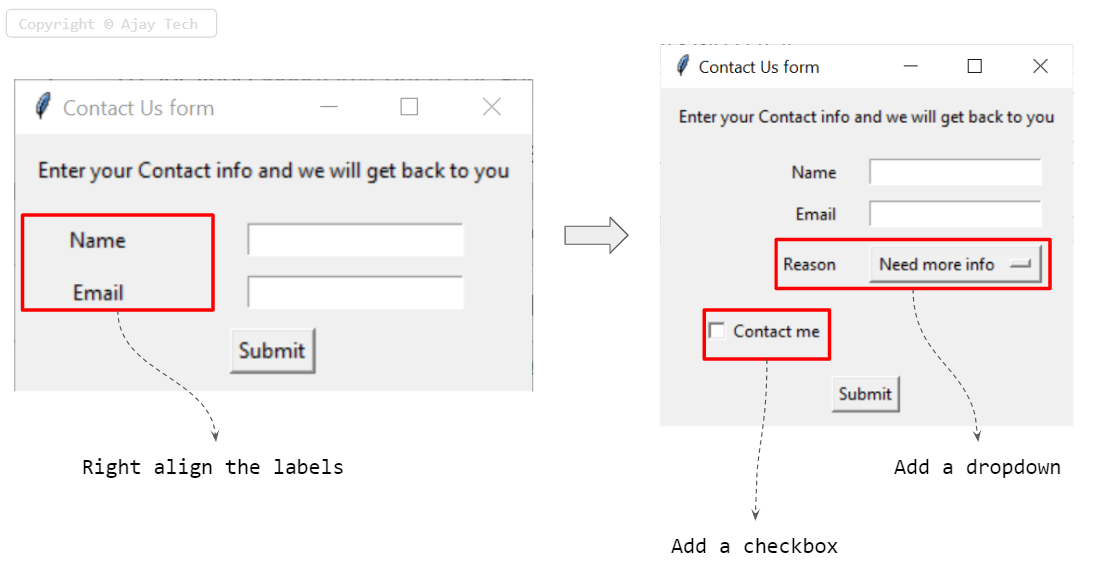 Copyright © Ajay Tech
Contact Us form
Enter your Contact info and we will get back to you
Name
Email
Submit
Right align the labels
Contact Us form
Enter your Contact info and we will get back to you
Name
Email
Reason Need more info
Contact me
Submit
Add a dropdown
Add a checkbox